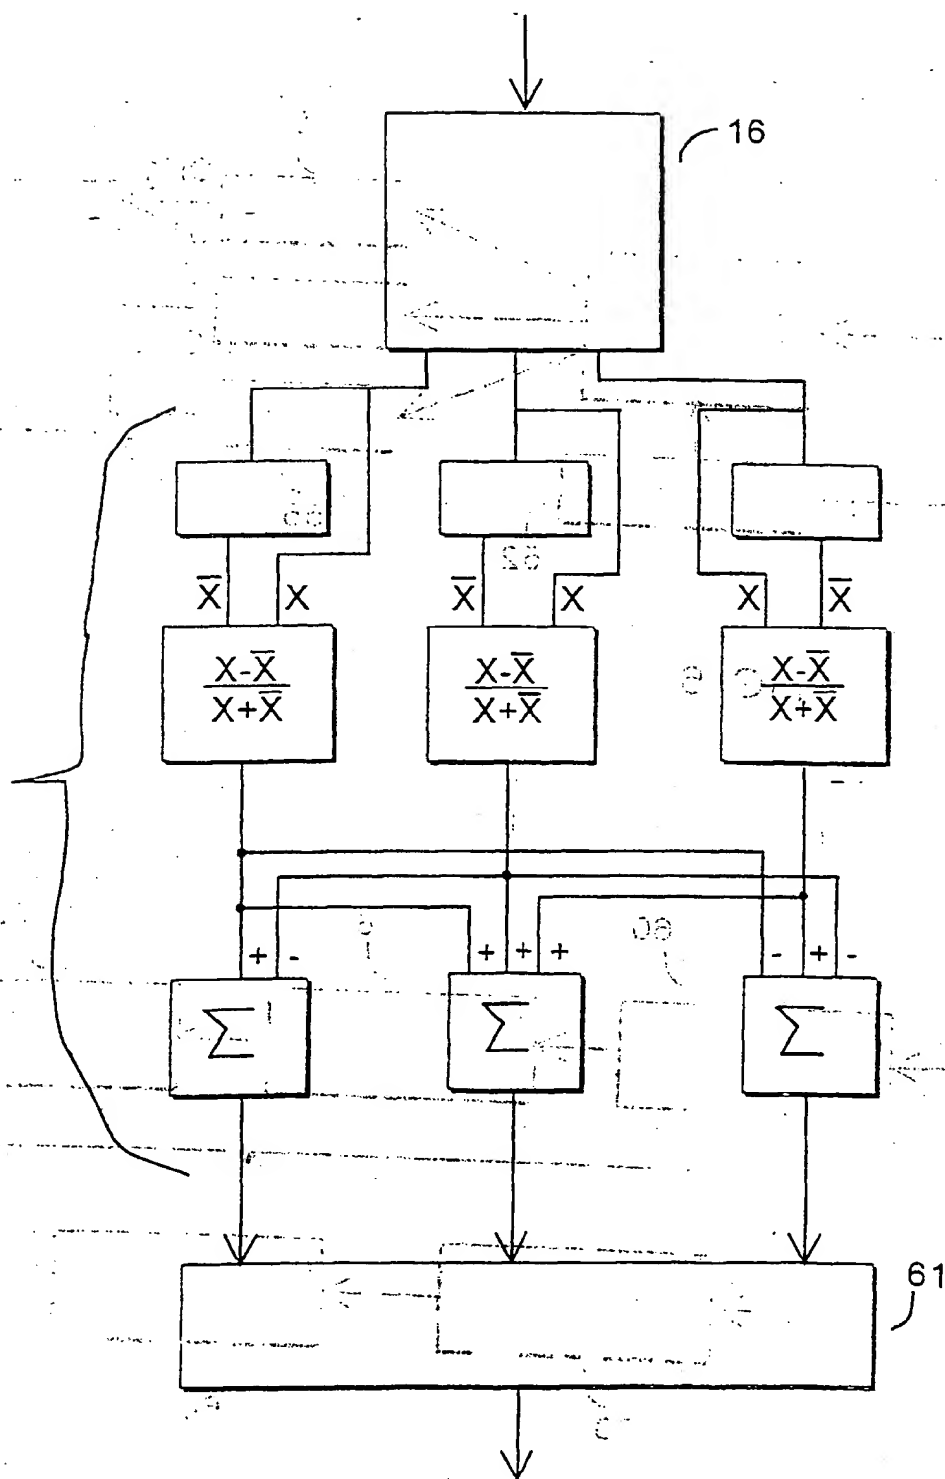 16
X̅ X X̅ X X X̅
X-X̅ X-X̅ X-X̅
X+X̅ X+X̅ X+X̅
+ - + + + - + -
Σ Σ Σ
61